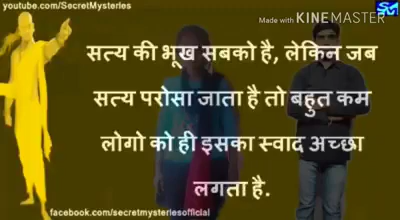 youtube.com/SecretMysteries
Made with KINEMASTER
SM
सत्य की भूख सबको है, लेकिन जब
सत्य परोसा जाता है तो बहुत कम
लोगो को ही इसका स्वाद अच्छा
लगता है.
facebook.com/secretmysteriesofficial